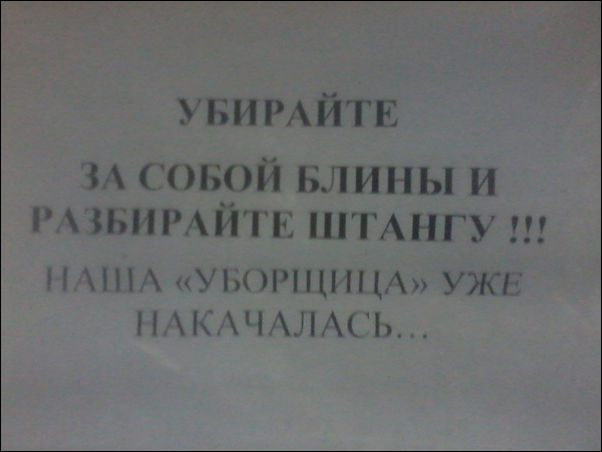 УБИРАЙТЕ
ЗА СОБОЙ БЛИНЫ И
РАЗБИРАЙТЕ ШТАНГУ !!!
НАША «УБОРЩИЦА» УЖЕ
НАКАЧАЛАСЬ...